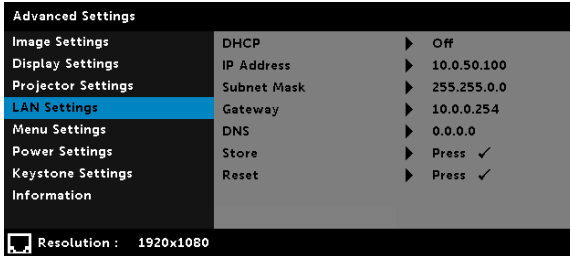 Advanced Settings
Image Settings
Display Settings
Projector Settings
LAN Settings
Menu Settings
Power Settings
Keystone Settings
Information
DHCP ▶ Off
IP Address ▶ 10.0.50.100
Subnet Mask ▶ 255.255.0.0
Gateway ▶ 10.0.0.254
DNS ▶ 0.0.0.0
Store ▶ Press ✓
Reset ▶ Press ✓
Resolution : 1920x1080